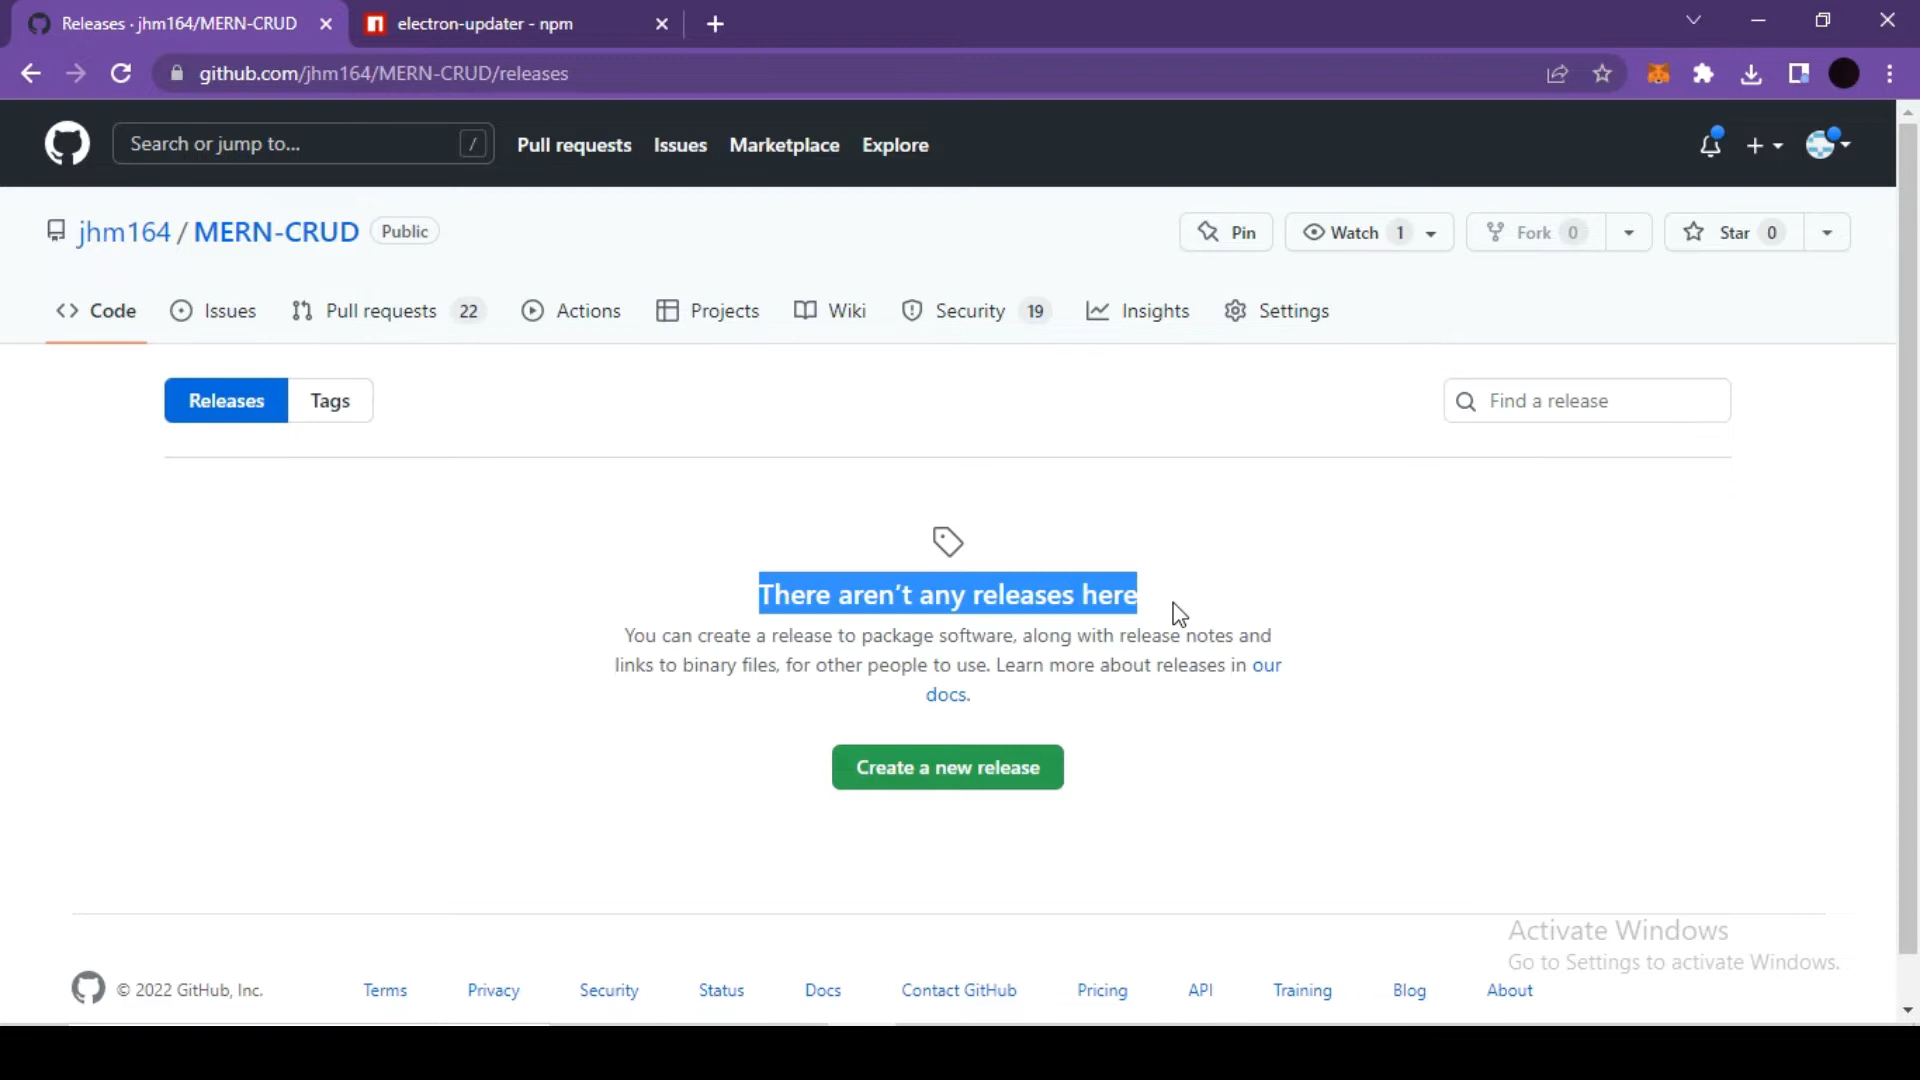 Releases · jhm164/MERN-CRUD
electron-updater - npm
github.com/jhm164/MERN-CRUD/releases
Search or jump to... /
Pull requests Issues Marketplace Explore
jhm164 / MERN-CRUD Public
Pin Watch 1 Fork 0 Star 0
Code Issues Pull requests 22 Actions Projects Wiki Security 19 Insights Settings
Releases Tags Find a release
There aren’t any releases here
You can create a release to package software, along with release notes and
links to binary files, for other people to use. Learn more about releases in our
docs.
Create a new release
Activate Windows
Go to Settings to activate Windows.
© 2022 GitHub, Inc. Terms Privacy Security Status Docs Contact GitHub Pricing API Training Blog About